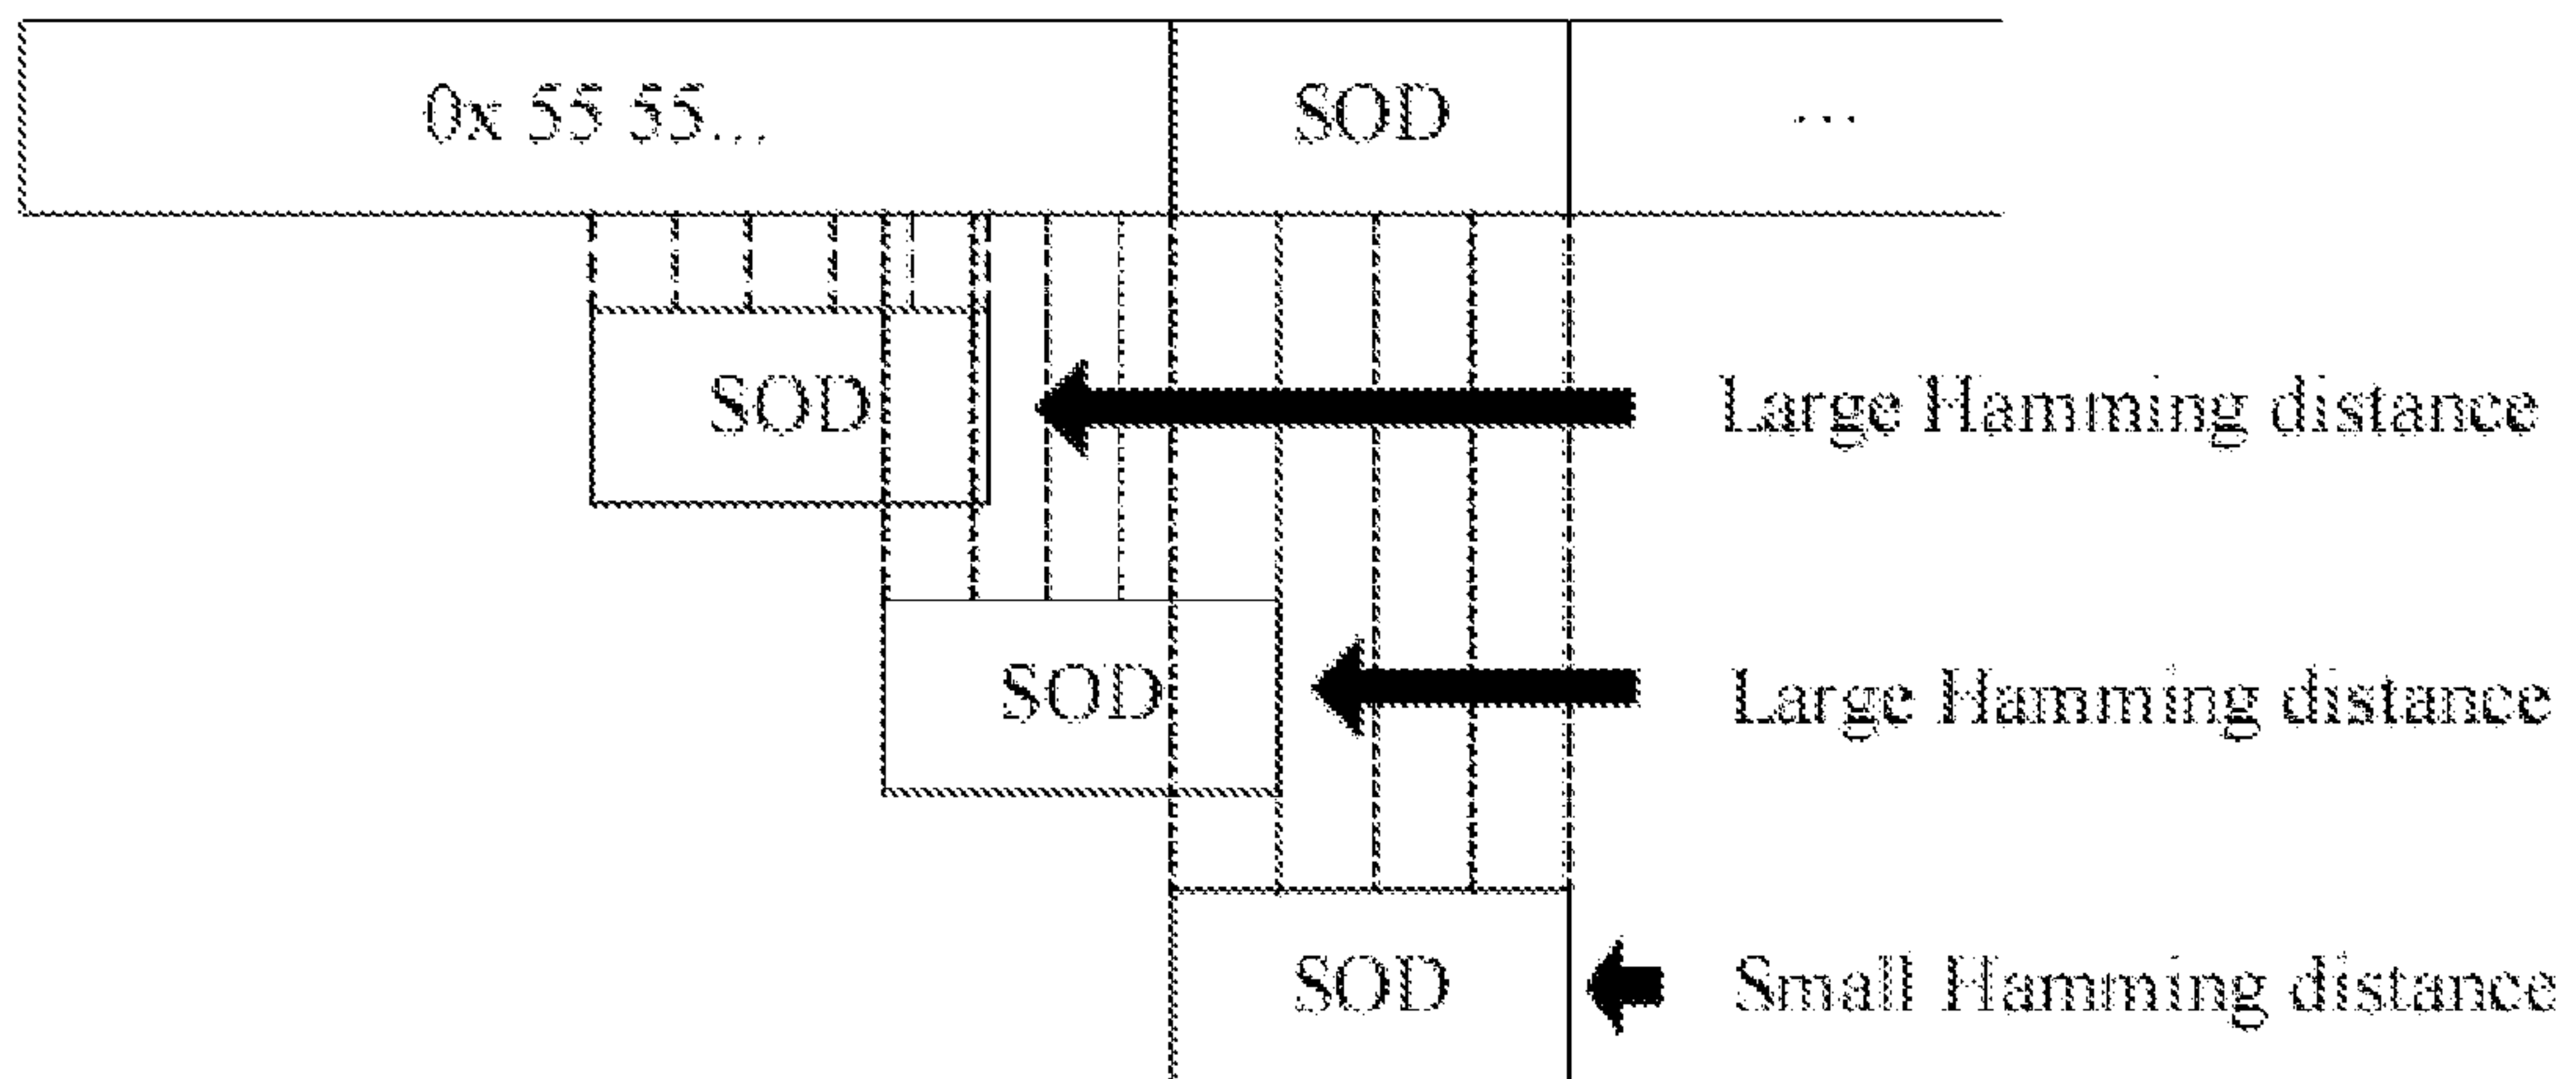 0x 55 55...
SOD
...
SOD
Large Hamming distance
SOD
Large Hamming distance
SOD
Small Hamming distance